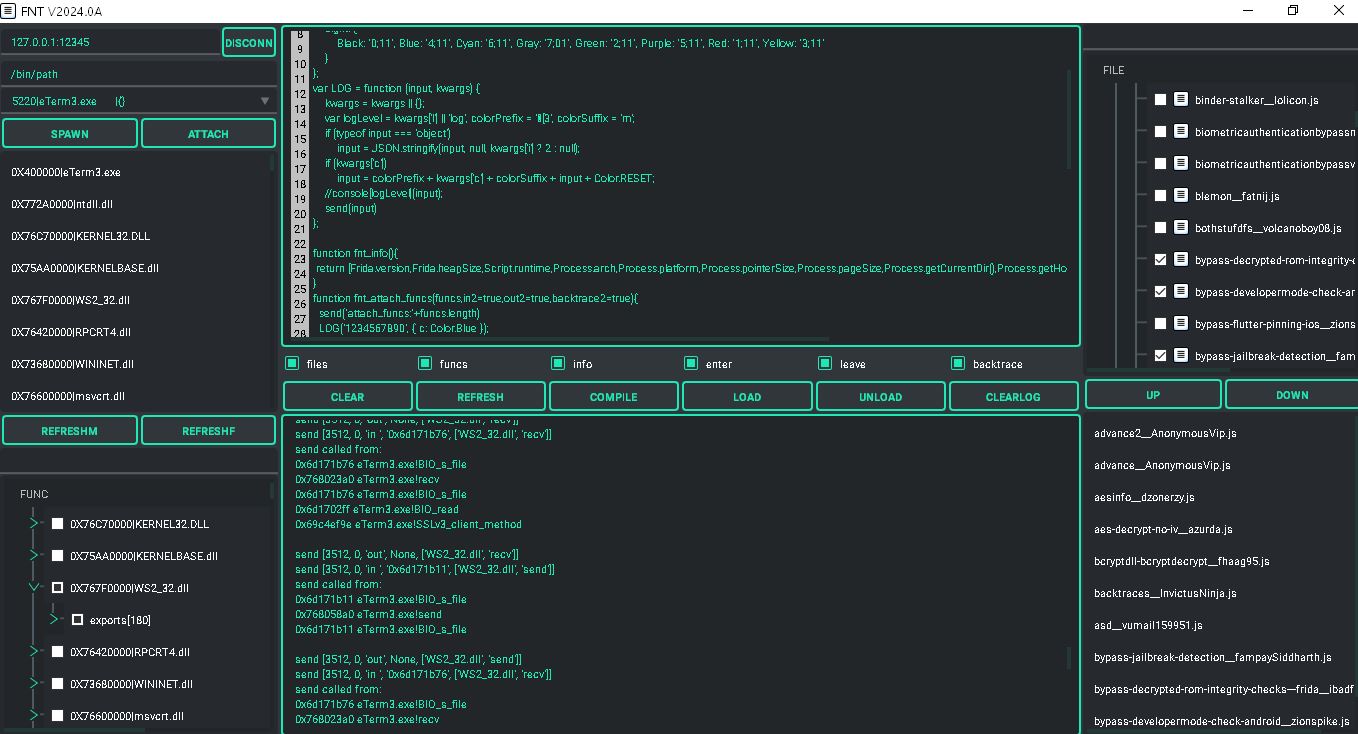 FNT V2024.0A
127.0.0.1:12345
DISCONN
/bin/path
5220|eTerm3.exe |{}
SPAWN
ATTACH
0X400000|eTerm3.exe
0X772A0000|ntdll.dll
0X76C70000|KERNEL32.DLL
0X75AA0000|KERNELBASE.dll
0X767F0000|WS2_32.dll
0X76420000|RPCRT4.dll
0X73680000|WININET.dll
0X76600000|msvcrt.dll
REFRESHM
REFRESHF
FUNC
0X76C70000|KERNEL32.DLL
0X75AA0000|KERNELBASE.dll
0X767F0000|WS2_32.dll
exports[180]
0X76420000|RPCRT4.dll
0X73680000|WININET.dll
0X76600000|msvcrt.dll
8
9 Black: '0;11', Blue: '4;11', Cyan: '6;11', Gray: '7;01', Green: '2;11', Purple: '5;11', Red: '1;11', Yellow: '3;11'
10 }
11 };
12 var LOG = function (input, kwargs) {
13 kwargs = kwargs || {};
14 var logLevel = kwargs['l'] || 'log', colorPrefix = '#[3', colorSuffix = 'm';
15 if (typeof input === 'object')
16 input = JSON.stringify(input, null, kwargs['i'] ? 2 : null);
17 if (kwargs['c'])
18 input = colorPrefix + kwargs['c'] + colorSuffix + input + Color.RESET;
19 //console[logLevel](input);
20 send(input)
21 };
22
23 function fnt_info(){
24 return [Frida.version,Frida.heapSize,Script.runtime,Process.arch,Process.platform,Process.pointerSize,Process.pageSize,Process.getCurrentDir(),Process.getHo
25 }
26 function fnt_attach_funcs(funcs,in2=true,out2=true,backtrace2=true){
27 send('attach_funcs:'+funcs.length)
28 LOG('1234567890', { c: Color.Blue });
files
funcs
info
enter
leave
backtrace
CLEAR
REFRESH
COMPILE
LOAD
UNLOAD
CLEARLOG
send [3512, 0, 'out', None, ['WS2_32.dll', 'recv']]
send [3512, 0, 'in ', '0x6d171b76', ['WS2_32.dll', 'recv']]
send called from:
0x6d171b76 eTerm3.exe!BIO_s_file
0x768023a0 eTerm3.exe!recv
0x6d171b76 eTerm3.exe!BIO_s_file
0x6d1702ff eTerm3.exe!BIO_read
0x69c4ef9e eTerm3.exe!SSLv3_client_method
send [3512, 0, 'out', None, ['WS2_32.dll', 'recv']]
send [3512, 0, 'in ', '0x6d171b11', ['WS2_32.dll', 'send']]
send called from:
0x6d171b11 eTerm3.exe!BIO_s_file
0x768058a0 eTerm3.exe!send
0x6d171b11 eTerm3.exe!BIO_s_file
send [3512, 0, 'out', None, ['WS2_32.dll', 'send']]
send [3512, 0, 'in ', '0x6d171b76', ['WS2_32.dll', 'recv']]
send called from:
0x6d171b76 eTerm3.exe!BIO_s_file
0x768023a0 eTerm3.exe!recv
FILE
binder-stalker__lolicon.js
biometricauthenticationbypassn
biometricauthenticationbypassv
blemon__fatnij.js
bothstufdfs__volcanoboy08.js
bypass-decrypted-rom-integrity-c
bypass-developermode-check-ar
bypass-flutter-pinning-ios__zions
bypass-jailbreak-detection__fam
UP
DOWN
advance2__AnonymousVip.js
advance__AnonymousVip.js
aesinfo__dzonerzy.js
aes-decrypt-no-iv__azurda.js
bcryptdll-bcryptdecrypt__fhaag95.js
backtraces__InvictusNinja.js
asd__vumail159951.js
bypass-jailbreak-detection__fampaySiddharth.js
bypass-decrypted-rom-integrity-checks—frida__ibadf
bypass-developermode-check-android__zionspike.js